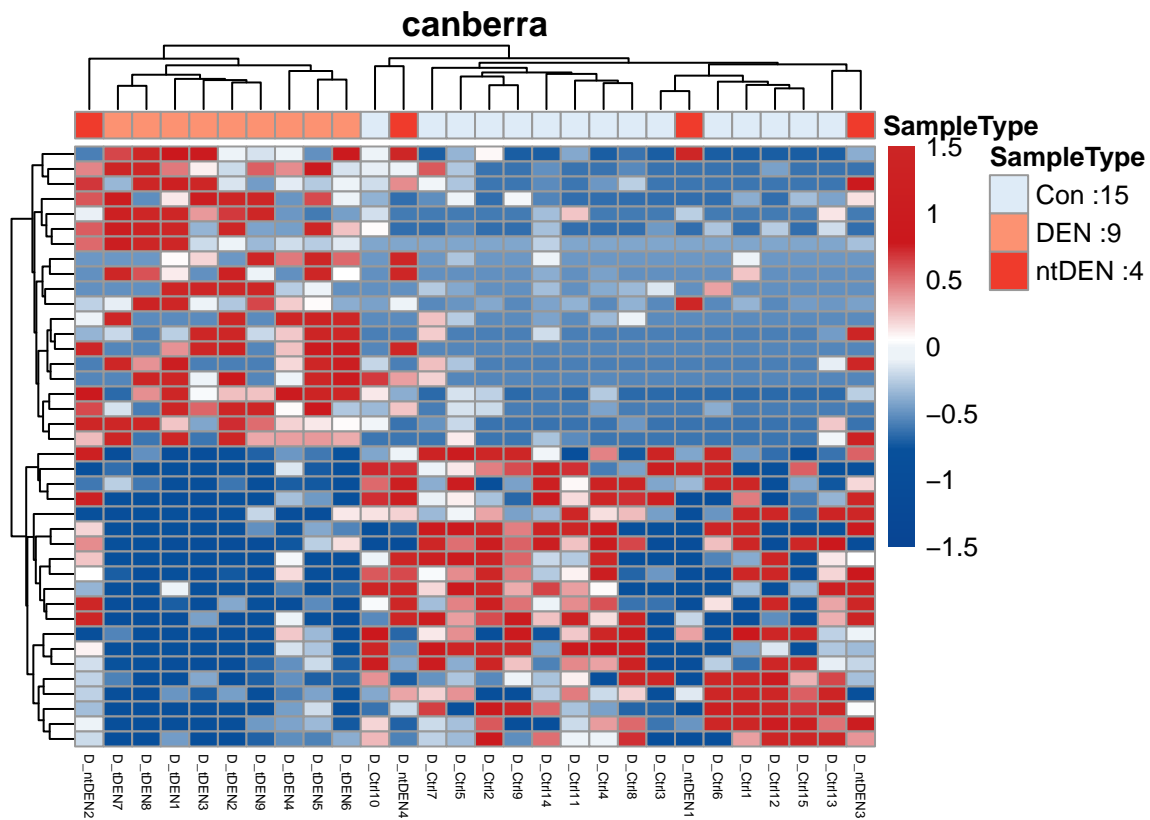 canberra
SampleType
1.5
1
0.5
0
−0.5
−1
−1.5
SampleType
Con :15
DEN :9
ntDEN :4
D_ntDEN2
D_tDEN7
D_tDEN8
D_tDEN1
D_tDEN3
D_tDEN2
D_tDEN9
D_tDEN4
D_tDEN5
D_tDEN6
D_Ctrl10
D_ntDEN4
D_Ctrl7
D_Ctrl5
D_Ctrl2
D_Ctrl9
D_Ctrl14
D_Ctrl11
D_Ctrl4
D_Ctrl8
D_Ctrl3
D_ntDEN1
D_Ctrl6
D_Ctrl1
D_Ctrl12
D_Ctrl15
D_Ctrl13
D_ntDEN3